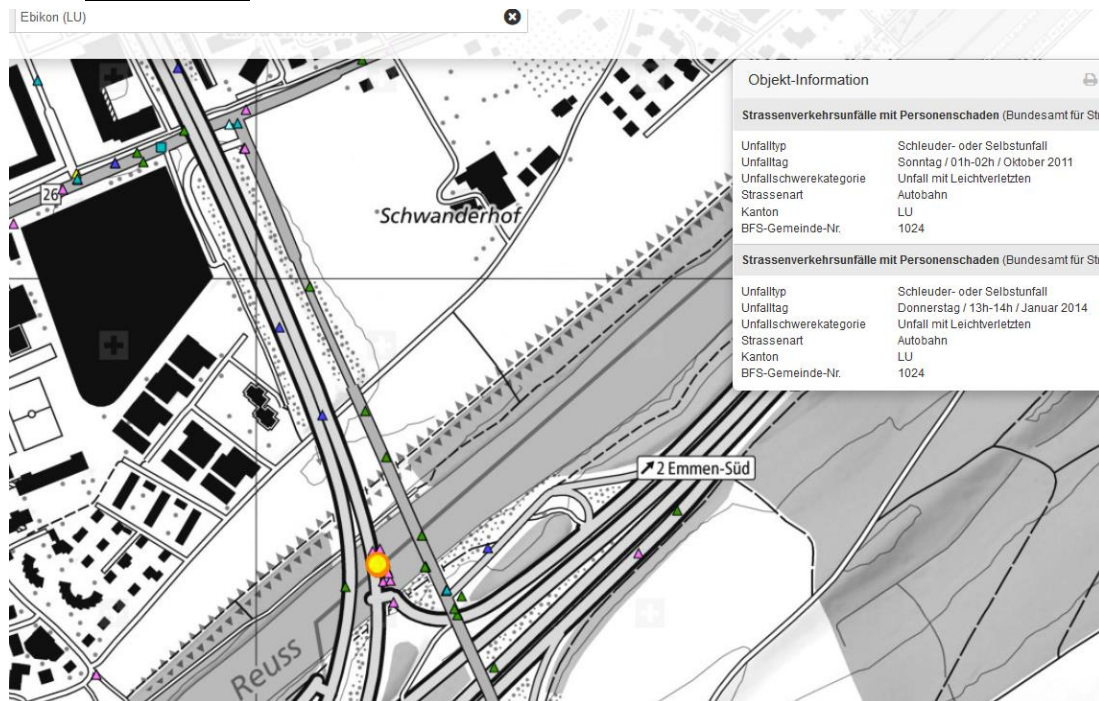 Ebikon (LU)
Objekt-Information
Strassenverkehrsunfälle mit Personenschaden (Bundesamt für Str
Unfalltyp Schleuder- oder Selbstunfall
Unfalltag Sonntag / 01h-02h / Oktober 2011
Unfallschwerekategorie Unfall mit Leichtverletzten
Strassenart Autobahn
Kanton LU
BFS-Gemeinde-Nr. 1024
Strassenverkehrsunfälle mit Personenschaden (Bundesamt für Str
Unfalltyp Schleuder- oder Selbstunfall
Unfalltag Donnerstag / 13h-14h / Januar 2014
Unfallschwerekategorie Unfall mit Leichtverletzten
Strassenart Autobahn
Kanton LU
BFS-Gemeinde-Nr. 1024
26
Schwanderhof
2 Emmen-Süd
Reuss